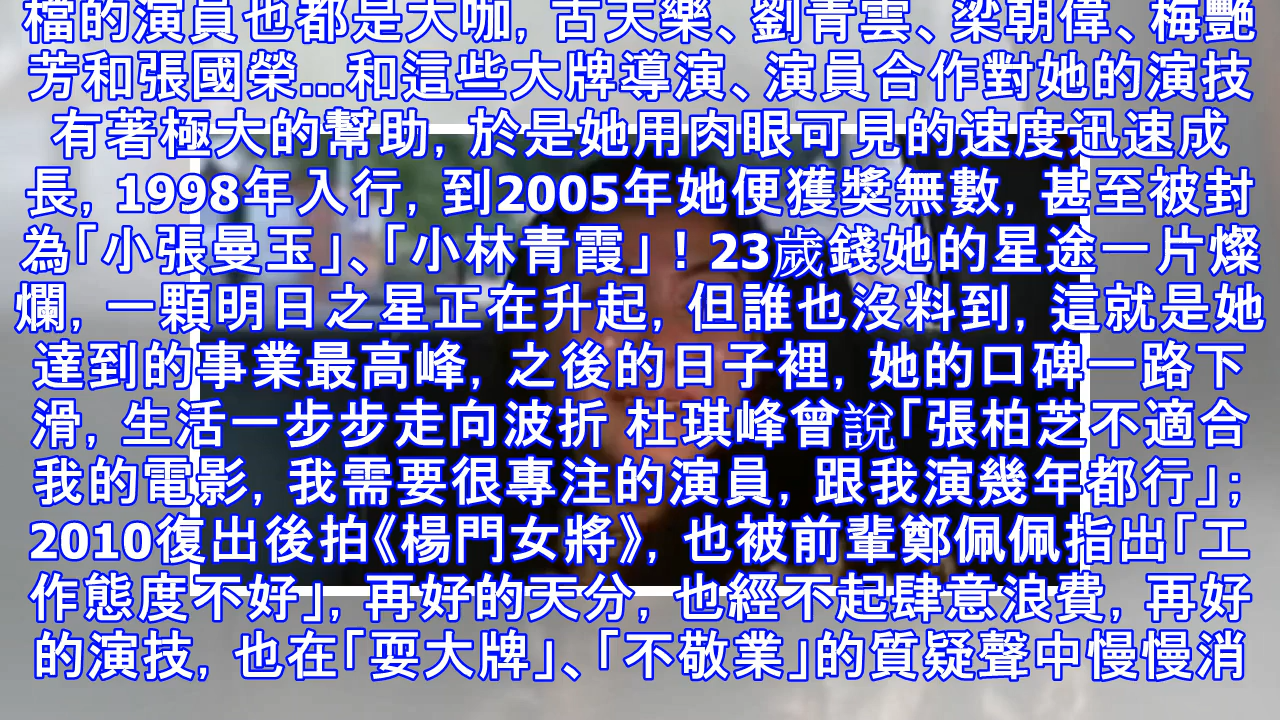 檔的演員也都是大咖, 古天樂、劉青雲、梁朝偉、梅艷
芳和張國榮...和這些大牌導演、演員合作對她的演技
有著極大的幫助, 於是她用肉眼可見的速度迅速成
長, 1998年入行, 到2005年她便獲獎無數, 甚至被封
為「小張曼玉」、「小林青霞」! 23歲錢她的星途一片燦
爛, 一顆明日之星正在升起, 但誰也沒料到, 這就是她
達到的事業最高峰, 之後的日子裡, 她的口碑一路下
滑, 生活一步步走向波折 杜琪峰曾說「張柏芝不適合
我的電影, 我需要很專注的演員, 跟我演幾年都行」;
2010復出後拍《楊門女將》, 也被前輩鄭佩佩指出「工
作態度不好」, 再好的天分, 也經不起肆意浪費, 再好
的演技, 也在「耍大牌」、「不敬業」的質疑聲中慢慢消